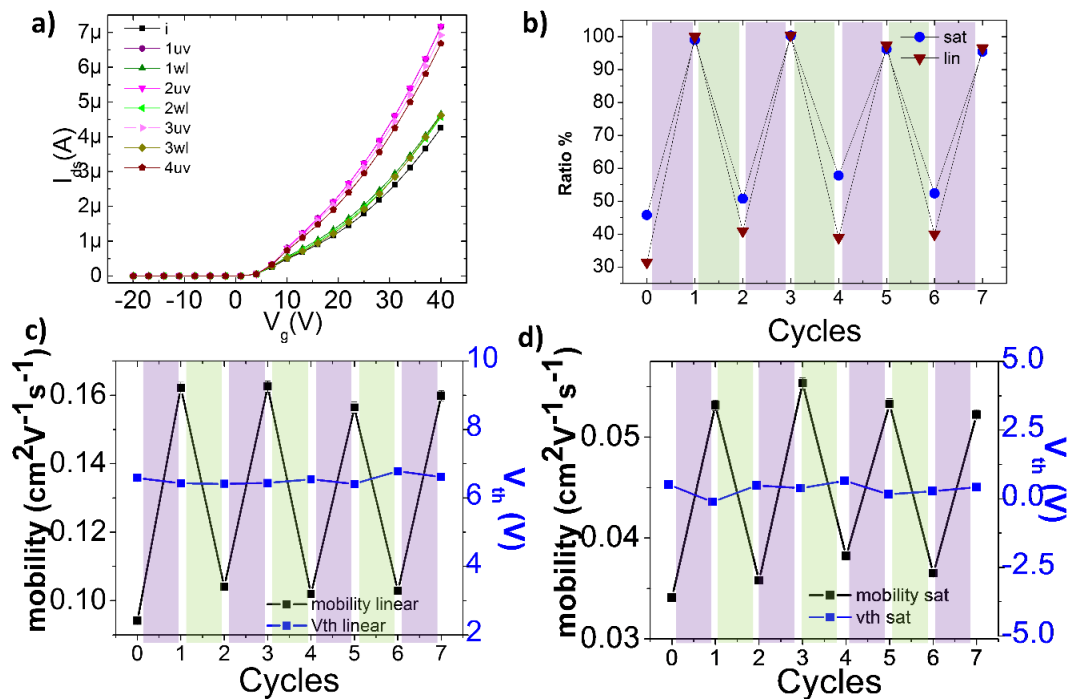 a)
i
1uv
1wl
2uv
2wl
3uv
3wl
4uv
7µ
6µ
5µ
4µ
3µ
2µ
1µ
0
I_ds(A)
-20 -10 0 10 20 30 40
V_g(V)
b)
sat
lin
100
90
80
70
60
50
40
30
Ratio %
0 1 2 3 4 5 6 7
Cycles
c)
0.16
0.14
0.12
0.10
mobility (cm²V⁻¹s⁻¹)
10
8
6
4
2
V_th (V)
mobility linear
Vth linear
0 1 2 3 4 5 6 7
Cycles
d)
0.05
0.04
0.03
mobility (cm²V⁻¹s⁻¹)
5.0
2.5
0.0
-2.5
-5.0
V_th (V)
mobility sat
vth sat
0 1 2 3 4 5 6 7
Cycles